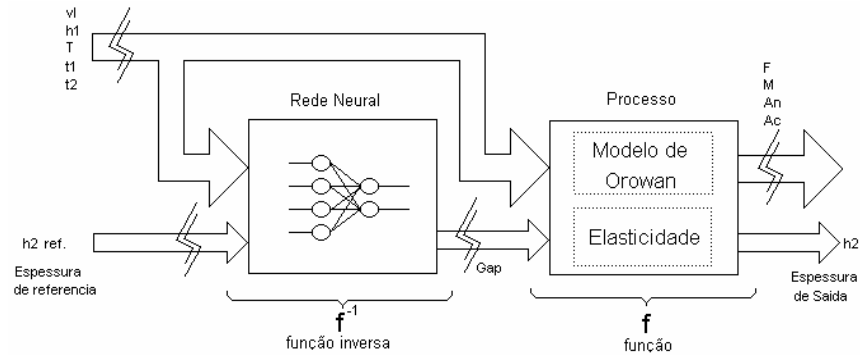 vl
h1
T
t1
t2
Rede Neural
Processo
F
M
An
Ac
Modelo de
Orowan
Elasticidade
h2 ref.
Espessura
de referencia
Gap
h2
Espessura
de Saida
f-1
função inversa
f
função